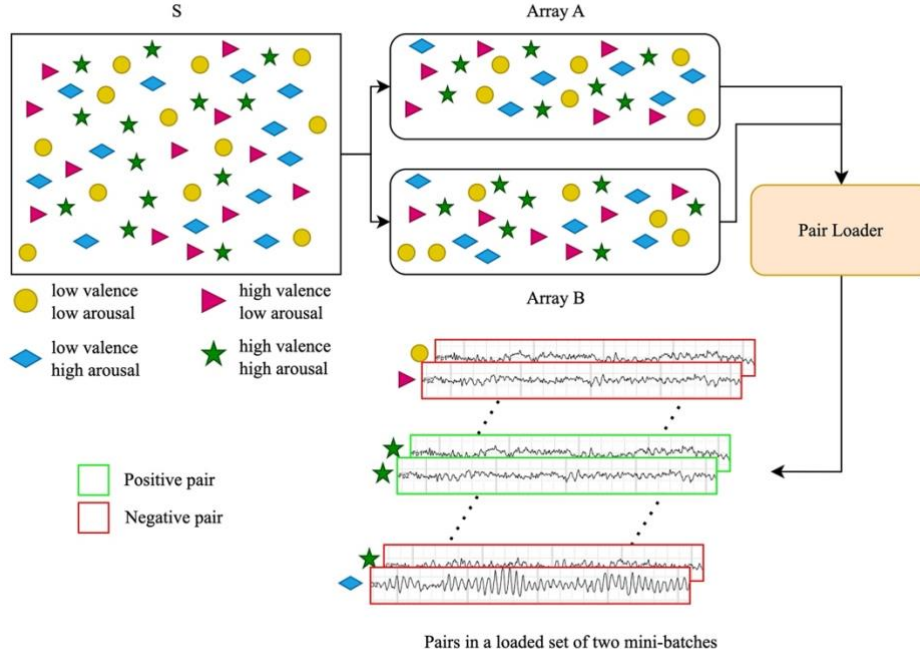 S
Array A
Pair Loader
Array B
low valence
low arousal
high valence
low arousal
low valence
high arousal
high valence
high arousal
Positive pair
Negative pair
Pairs in a loaded set of two mini-batches